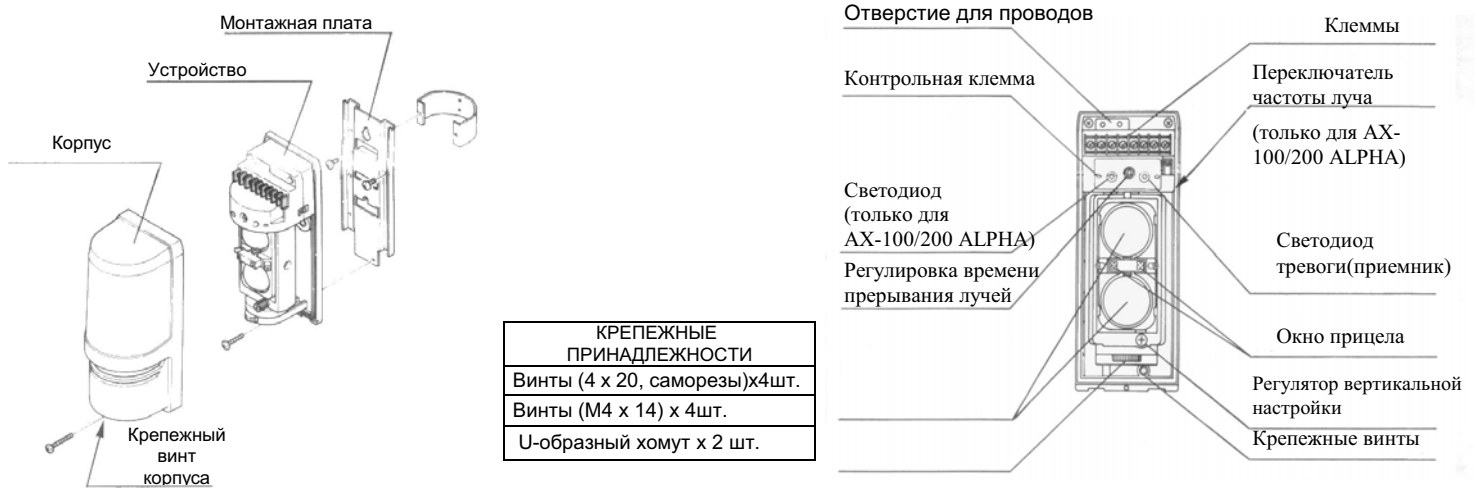 Монтажная плата
Устройство
Корпус
Крепежный
винт
корпуса
КРЕПЕЖНЫЕ
ПРИНАДЛЕЖНОСТИ
Винты (4 x 20, саморезы)x4шт.
Винты (М4 x 14) x 4шт.
U-образный хомут x 2 шт.
Отверстие для проводов
Контрольная клемма
Светодиод
(только для
AX-100/200 ALPHA)
Регулировка времени
прерывания лучей
Клеммы
Переключатель
частоты луча
(только для AX-
100/200 ALPHA)
Светодиод
тревоги(приемник)
Окно прицела
Регулятор вертикальной
настройки
Крепежные винты